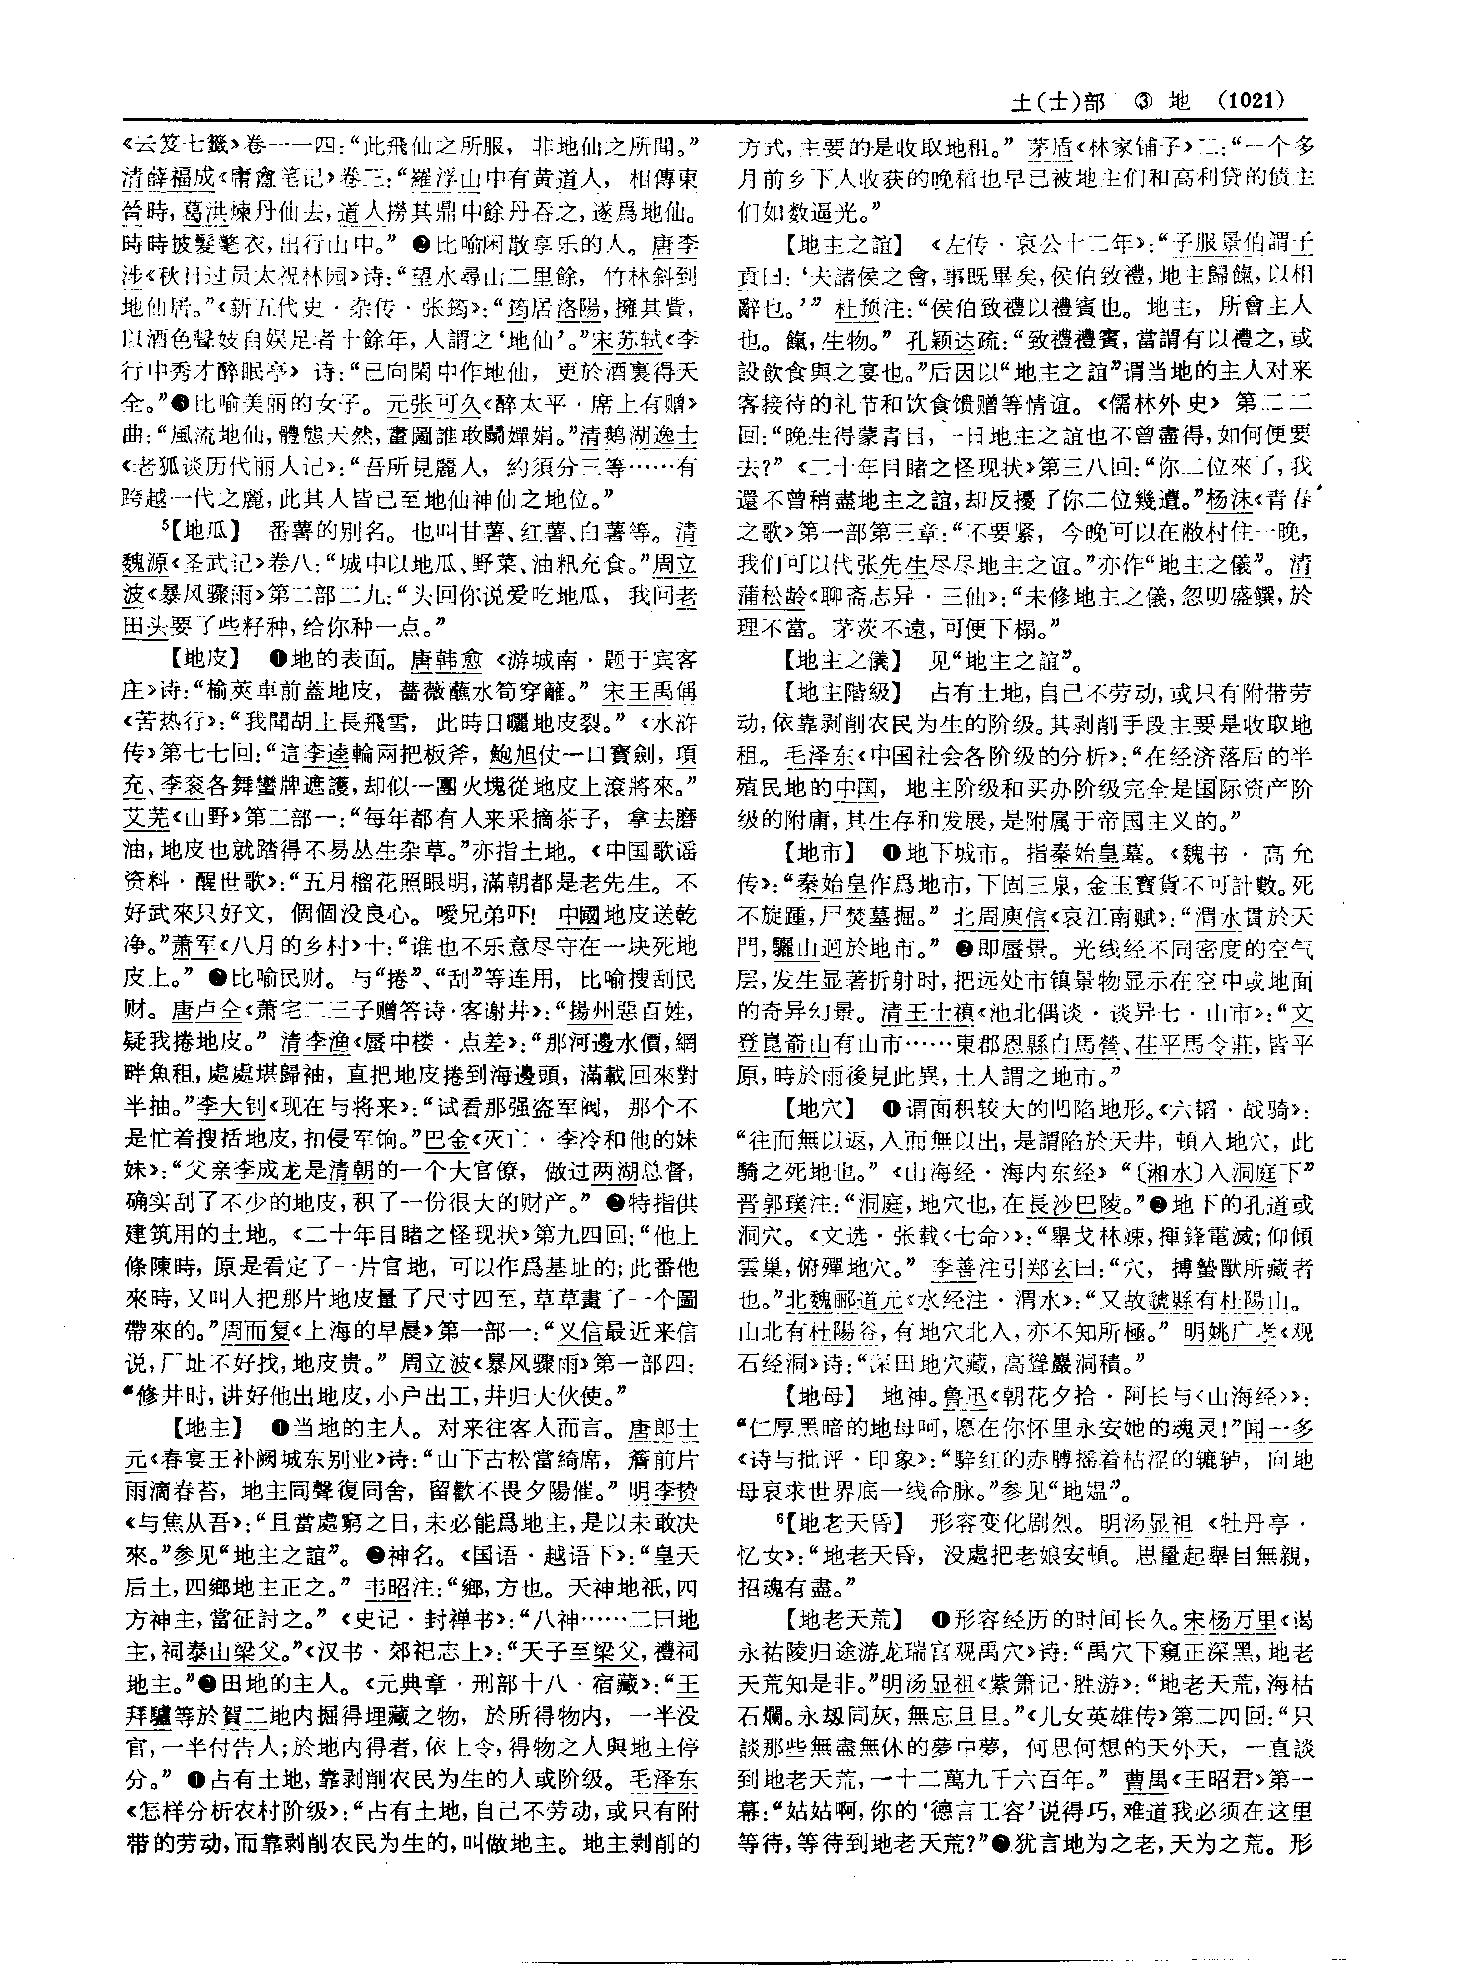 土(士)部 ③ 地 (1021)
《云笈七籤》卷一一四：“此飛仙之所服，非地仙之所聞。”
清薛福成《庸盦笔记》卷三：“羅浮山中有黃道人，相傳東
晉時，葛洪煉丹仙去，道人撈其鼎中餘丹吞之，遂爲地仙。
時時披髮氅衣，出行山中。” ❷比喻闲散享乐的人。唐李
涉《秋日过员太祝林园》诗：“望水尋山二里餘，竹林斜到
地仙居。”《新五代史·杂传·张筠》：“筠居洛陽，擁其貲，
以酒色聲妓自娱足者十餘年，人謂之‘地仙’。”宋苏轼《李
行中秀才醉眠亭》诗：“已向閑中作地仙，更於酒裏得天
全。”❸比喻美丽的女子。元张可久《醉太平·席上有赠》
曲：“風流地仙，體態天然，畫圖誰敢鬭嬋娟。”清鹅湖逸士
《老狐谈历代丽人记》：“吾所見麗人，約須分三等……有
跨越一代之麗，此其人皆已至地仙神仙之地位。”
⁵【地瓜】 番薯的别名。也叫甘薯、红薯、白薯等。清
魏源《圣武记》卷八：“城中以地瓜、野菜、油籸充食。”周立
波《暴风骤雨》第二部二九：“头回你说爱吃地瓜，我问老
田头要了些籽种，给你种一点。”
【地皮】 ❶地的表面。唐韩愈《游城南·题于宾客
庄》诗：“榆莢車前蓋地皮，薔薇蘸水筍穿籬。”宋王禹偁
《苦热行》：“我聞胡土長飛雪，此時日曬地皮裂。”《水浒
传》第七七回：“這李逵輪兩把板斧，鮑旭仗一口寶劍，項
充、李衮各舞蠻牌遮護，却似一團火塊從地皮上滾將來。”
艾芜《山野》第二部一：“每年都有人来采摘茶子，拿去磨
油，地皮也就踏得不易丛生杂草。”亦指土地。《中国歌谣
资料·醒世歌》：“五月榴花照眼明，滿朝都是老先生。不
好武來只好文，個個没良心。噯兄弟吓！中國地皮送乾
净。”萧军《八月的乡村》十：“谁也不乐意尽守在一块死地
皮上。” ❷比喻民财。与“捲”、“刮”等连用，比喻搜刮民
财。唐卢仝《萧宅二三子赠答诗·客谢井》：“揚州惡百姓，
疑我捲地皮。” 清李渔《蜃中楼·点差》：“那河邊水價，網
畔魚租，處處堪歸袖，直把地皮捲到海邊頭，滿載回來對
半抽。”李大钊《现在与将来》：“试看那强盗军阀，那个不
是忙着搜括地皮，扣侵军饷。”巴金《灭亡·李冷和他的妹
妹》：“父亲李成龙是清朝的一个大官僚，做过两湖总督，
确实刮了不少的地皮，积了一份很大的财产。” ❸特指供
建筑用的土地。《二十年目睹之怪现状》第九四回：“他上
條陳時，原是看定了一片官地，可以作爲基址的；此番他
來時，又叫人把那片地皮量了尺寸四至，草草畫了一个圖
帶來的。”周而复《上海的早晨》第一部一：“义信最近来信
说，厂址不好找，地皮贵。” 周立波《暴风骤雨》第一部四：
“修井时，讲好他出地皮，小户出工，井归大伙使。”
【地主】 ❶当地的主人。对来往客人而言。唐郎士
元《春宴王补阙城东别业》诗：“山下古松當綺席，簷前片
雨滴春苔，地主同聲復同舍，留歡不畏夕陽催。”明李贽
《与焦从吾》：“且當處窮之日，未必能爲地主，是以未敢决
來。”参见“地主之誼”。❷神名。《国语·越语下》：“皇天
后土，四鄉地主正之。” 韦昭注：“鄉，方也。天神地祇，四
方神主，當征討之。”《史记·封禅书》：“八神……二曰地
主，祠泰山梁父。”《汉书·郊祀志上》：“天子至梁父，禮祠
地主。”❸田地的主人。《元典章·刑部十八·宿藏》：“王
拜驢等於賀二地内掘得埋藏之物，於所得物内，一半没
官，一半付告人；於地内得者，依上令，得物之人與地主停
分。” ❹占有土地，靠剥削农民为生的人或阶级。毛泽东
《怎样分析农村阶级》：“占有土地，自己不劳动，或只有附
带的劳动，而靠剥削农民为生的，叫做地主。地主剥削的
方式，主要的是收取地租。”茅盾《林家铺子》二：“一个多
月前乡下人收获的晚稻也早已被地主们和高利贷的债主
们如数逼光。”
【地主之誼】 《左传·哀公十二年》：“子服景伯謂子
貢曰：‘夫諸侯之會，事既畢矣，侯伯致禮，地主歸餼，以相
辭也。’” 杜预注：“侯伯致禮以禮賓也。地主，所會主人
也。餼，生物。” 孔颖达疏：“致禮禮賓，當謂有以禮之，或
設飲食與之宴也。”后因以“地主之誼”谓当地的主人对来
客接待的礼节和饮食馈赠等情谊。《儒林外史》第二二
回：“晚生得蒙青目，一日地主之誼也不曾盡得，如何便要
去？”《二十年目睹之怪现状》第三八回：“你二位來了，我
還不曾稍盡地主之誼，却反擾了你二位幾遭。”杨沫《青春
之歌》第一部第三章：“不要紧，今晚可以在敝村住一晚，
我们可以代张先生尽尽地主之谊。”亦作“地主之儀”。清
蒲松龄《聊斋志异·三仙》：“未修地主之儀，忽叨盛饌，於
理不當。茅茨不遠，可便下榻。”
【地主之儀】 见“地主之誼”。
【地主階級】 占有土地，自己不劳动，或只有附带劳
动，依靠剥削农民为生的阶级。其剥削手段主要是收取地
租。毛泽东《中国社会各阶级的分析》：“在经济落后的半
殖民地的中国，地主阶级和买办阶级完全是国际资产阶
级的附庸，其生存和发展，是附属于帝国主义的。”
【地市】 ❶地下城市。指秦始皇墓。《魏书·高允
传》：“秦始皇作爲地市，下固三泉，金玉寶貨不可計數。死
不旋踵，尸焚墓掘。” 北周庾信《哀江南赋》：“渭水貫於天
門，驪山迴於地市。” ❷即蜃景。光线经不同密度的空气
层，发生显著折射时，把远处市镇景物显示在空中或地面
的奇异幻景。清王士禛《池北偶谈·谈异七·山市》：“文
登崑嵛山有山市……東郡恩縣白馬營、茌平馬令莊，皆平
原，時於雨後見此異，土人謂之地市。”
【地穴】 ❶谓面积较大的凹陷地形。《六韬·战骑》：
“往而無以返，入而無以出，是謂陷於天井，頓入地穴，此
騎之死地也。”《山海经·海内东经》“〔湘水〕入洞庭下”
晋郭璞注：“洞庭，地穴也，在長沙巴陵。”❷地下的孔道或
洞穴。《文选·张载〈七命〉》：“舉戈林竦，揮鋒電滅；仰傾
雲巢，俯殫地穴。” 李善注引郑玄曰：“穴，搏蟄獸所藏者
也。”北魏郦道元《水经注·渭水》：“又故虢縣有杜陽山。
山北有杜陽谷，有地穴北入，亦不知所極。” 明姚广孝《观
石经洞》诗：“深田地穴藏，高聳巖洞積。”
【地母】 地神。鲁迅《朝花夕拾·阿长与〈山海经〉》：
“仁厚黑暗的地母呵，愿在你怀里永安她的魂灵！”闻一多
《诗与批评·印象》：“骍红的赤膊摇着枯涩的辘轳，向地
母哀求世界底一线命脉。”参见“地媪”。
⁶【地老天昏】 形容变化剧烈。明汤显祖《牡丹亭·
忆女》：“地老天昏，没處把老娘安頓。思量起舉目無親，
招魂有盡。”
【地老天荒】 ❶形容经历的时间长久。宋杨万里《谒
永祐陵归途游龙瑞宫观禹穴》诗：“禹穴下窺正深黑，地老
天荒知是非。”明汤显祖《紫箫记·胜游》：“地老天荒，海枯
石爛。永劫同灰，無忘旦旦。”《儿女英雄传》第二四回：“只
談那些無盡無休的夢中夢，何思何想的天外天，一直談
到地老天荒，一十二萬九千六百年。” 曹禺《王昭君》第一
幕：“姑姑啊，你的‘德言工容’说得巧，难道我必须在这里
等待，等待到地老天荒？”❷犹言地为之老，天为之荒。形